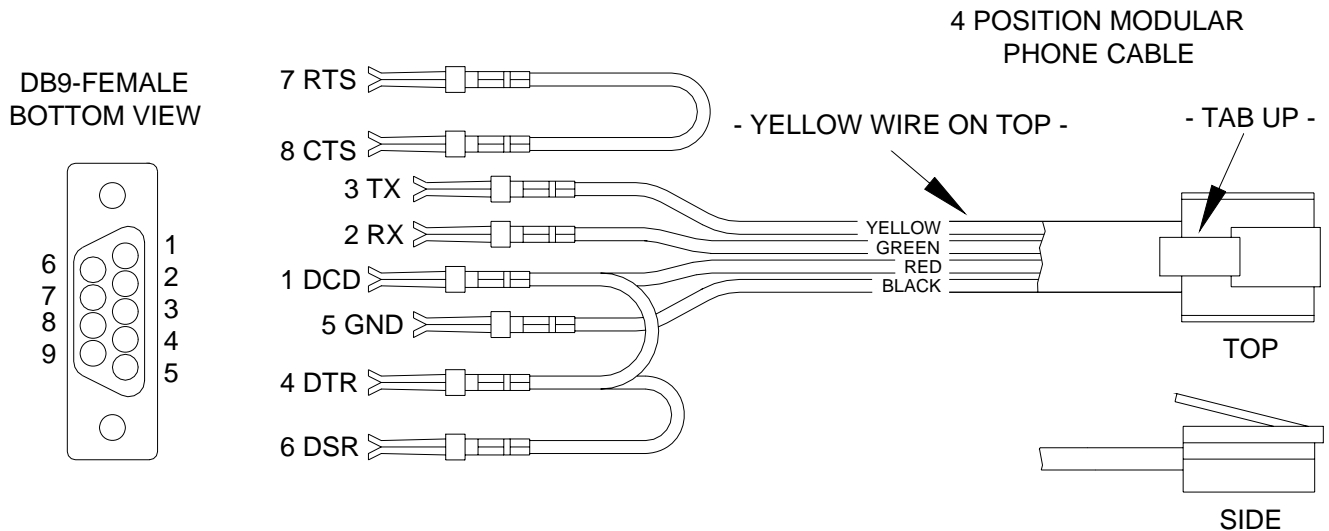 4 POSITION MODULAR
PHONE CABLE
DB9-FEMALE
BOTTOM VIEW
7 RTS
8 CTS
- YELLOW WIRE ON TOP -
- TAB UP -
3 TX
2 RX
1 DCD
5 GND
4 DTR
6 DSR
YELLOW
GREEN
RED
BLACK
1
6
2
7
3
8
4
9
5
TOP
SIDE